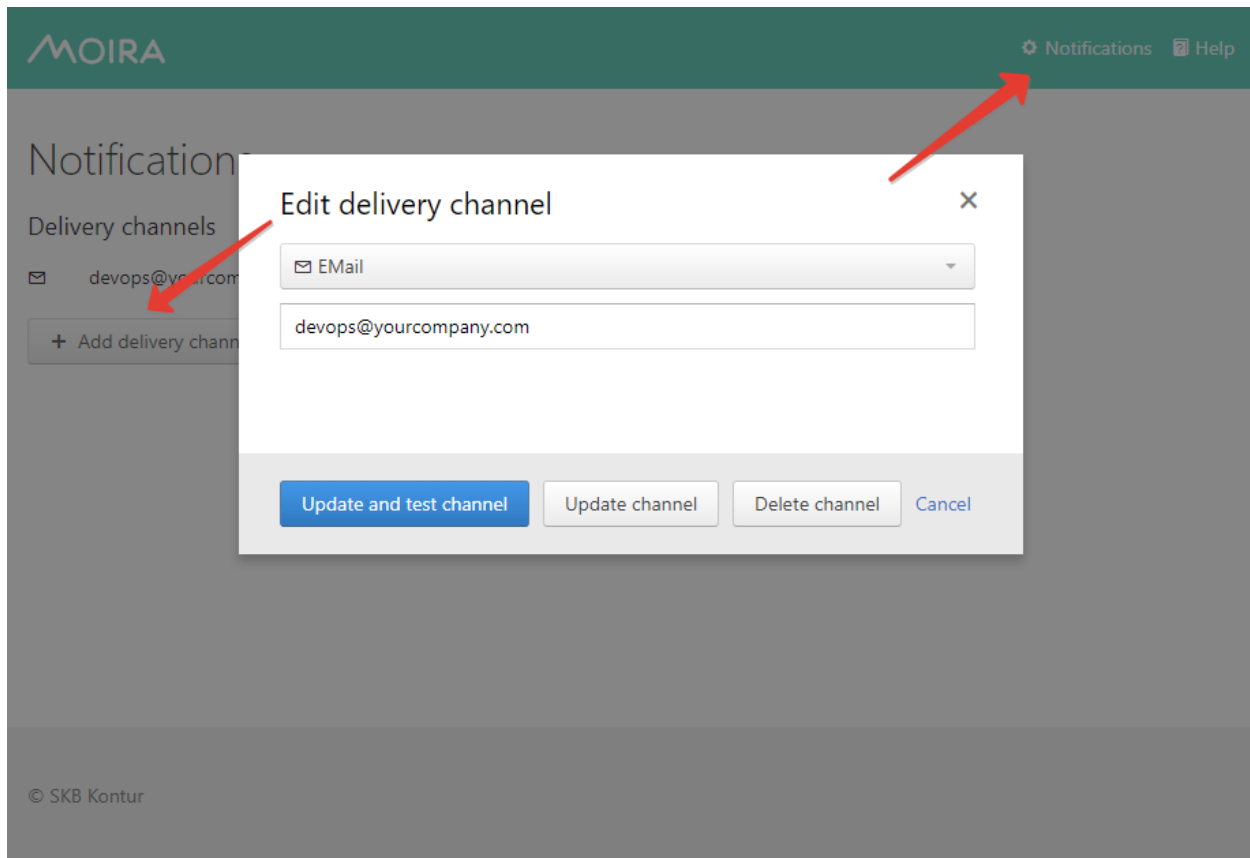 MOIRA
Notifications Help
Notification
Delivery channels
devops@yourcom
+ Add delivery chann
Edit delivery channel
EMail
devops@yourcompany.com
Update and test channel Update channel Delete channel Cancel
© SKB Kontur